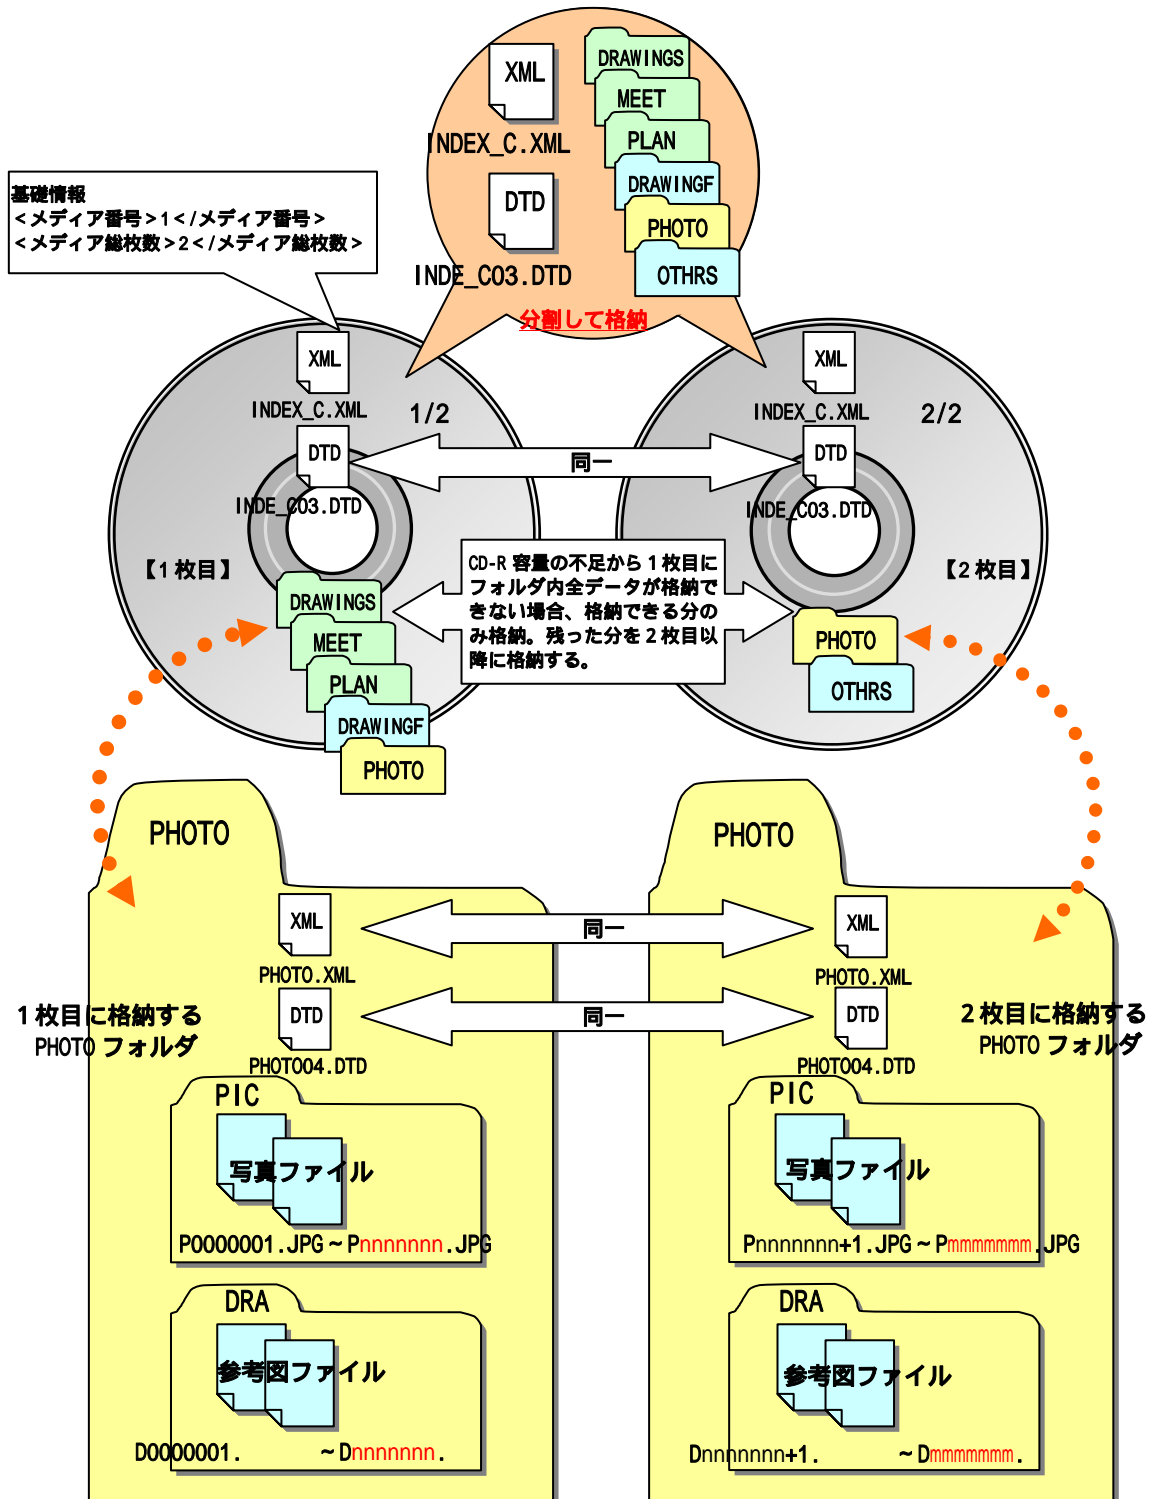 XML
INDEX_C.XML
DTD
INDE_C03.DTD
DRAWINGS
MEET
PLAN
DRAWINGF
PHOTO
OTHRS
分割して格納
基礎情報
<メディア番号>1</メディア番号>
<メディア総枚数>2</メディア総枚数>
XML
INDEX_C.XML
1/2
DTD
INDE_C03.DTD
【1枚目】
DRAWINGS
MEET
PLAN
DRAWINGF
PHOTO
同一
CD-R 容量の不足から1枚目に
フォルダ内全データが格納で
きない場合、格納できる分の
み格納。残った分を2枚目以
降に格納する。
XML
INDEX_C.XML
2/2
DTD
INDE_C03.DTD
【2枚目】
PHOTO
OTHRS
PHOTO
XML
PHOTO.XML
DTD
PHOTO04.DTD
1枚目に格納する
PHOTO フォルダ
PIC
写真ファイル
P0000001.JPG～Pnnnnnnn.JPG
DRA
参考図ファイル
D0000001. ～Dnnnnnnn.
同一
同一
PHOTO
XML
PHOTO.XML
DTD
PHOTO04.DTD
2枚目に格納する
PHOTO フォルダ
PIC
写真ファイル
Pnnnnnnn+1.JPG～Pmmmmmmm.JPG
DRA
参考図ファイル
Dnnnnnnn+1. ～Dmmmmmmm.